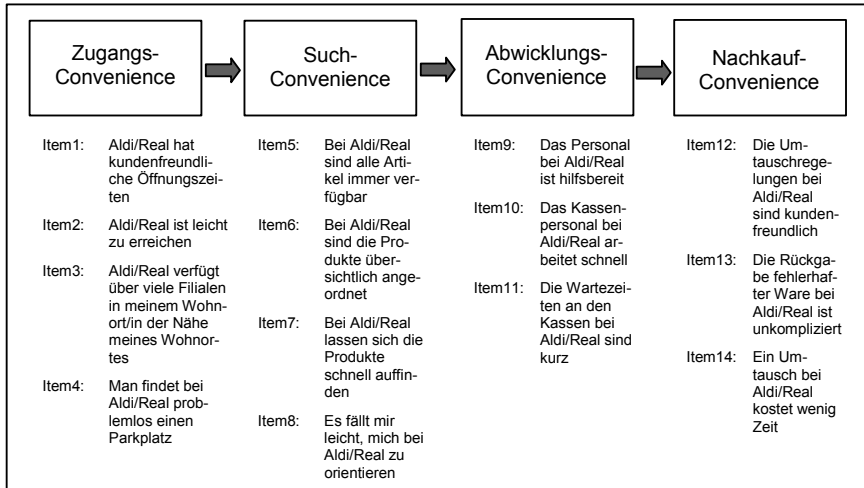 Zugangs-
Convenience
Such-
Convenience
Abwicklungs-
Convenience
Nachkauf-
Convenience
Item1: Aldi/Real hat
kundenfreundli-
che Öffnungszei-
ten
Item2: Aldi/Real ist leicht
zu erreichen
Item3: Aldi/Real verfügt
über viele Filialen
in meinem Wohn-
ort/in der Nähe
meines Wohnor-
tes
Item4: Man findet bei
Aldi/Real prob-
lemlos einen
Parkplatz
Item5: Bei Aldi/Real
sind alle Arti-
kel immer ver-
fügbar
Item6: Bei Aldi/Real
sind die Pro-
dukte über-
sichtlich ange-
ordnet
Item7: Bei Aldi/Real
lassen sich die
Produkte
schnell auffin-
den
Item8: Es fällt mir
leicht, mich bei
Aldi/Real zu
orientieren
Item9: Das Personal
bei Aldi/Real
ist hilfsbereit
Item10: Das Kassen-
personal bei
Aldi/Real ar-
beitet schnell
Item11: Die Wartezei-
ten an den
Kassen bei
Aldi/Real sind
kurz
Item12: Die Um-
tauschrege-
lungen bei
Aldi/Real
sind kunden-
freundlich
Item13: Die Rückga-
be fehlerhaf-
ter Ware bei
Aldi/Real ist
unkompliziert
Item14: Ein Um-
tausch bei
Aldi/Real
kostet wenig
Zeit